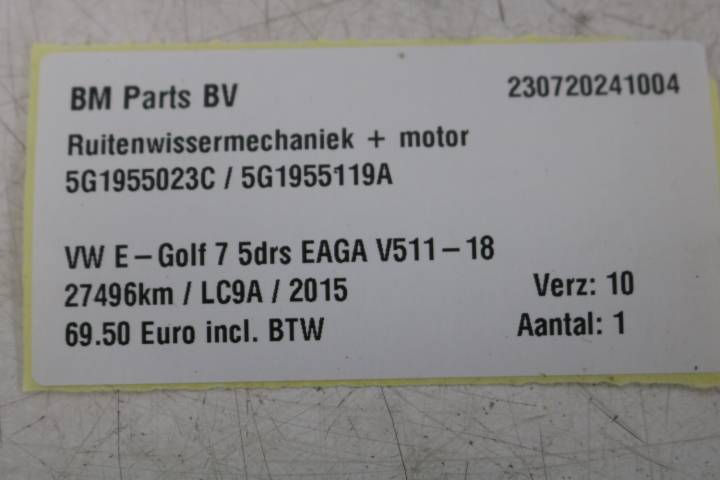 BM Parts BV 230720241004
Ruitenwissermechaniek + motor
5G1955023C / 5G1955119A
VW E-Golf 7 5drs EAGA V511-18
27496km / LC9A / 2015 Verz: 10
69.50 Euro incl. BTW Aantal: 1